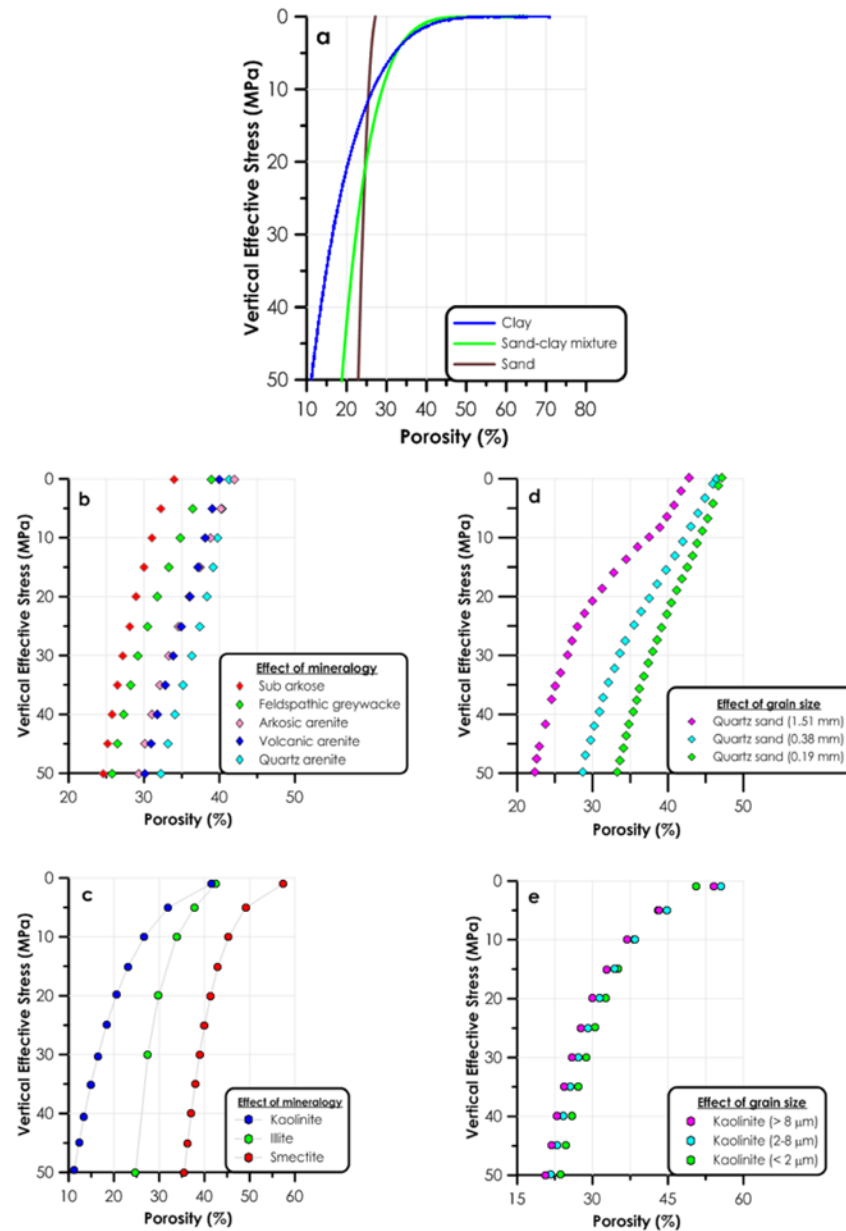 a
Vertical Effective Stress (MPa)
0
10
20
30
40
50
Clay
Sand-clay mixture
Sand
10 20 30 40 50 60 70 80
Porosity (%)
b
Vertical Effective Stress (MPa)
0
10
20
30
40
50
Effect of mineralogy
Sub arkose
Feldspathic greywacke
Arkosic arenite
Volcanic arenite
Quartz arenite
20 30 40 50
Porosity (%)
d
Vertical Effective Stress (MPa)
0
10
20
30
40
50
Effect of grain size
Quartz sand (1.51 mm)
Quartz sand (0.38 mm)
Quartz sand (0.19 mm)
20 30 40 50
Porosity (%)
c
Vertical Effective Stress (MPa)
0
10
20
30
40
50
Effect of mineralogy
Kaolinite
Illite
Smectite
10 20 30 40 50 60
Porosity (%)
e
Vertical Effective Stress (MPa)
0
10
20
30
40
50
Effect of grain size
Kaolinite (> 8 μm)
Kaolinite (2-8 μm)
Kaolinite (< 2 μm)
15 30 45 60
Porosity (%)